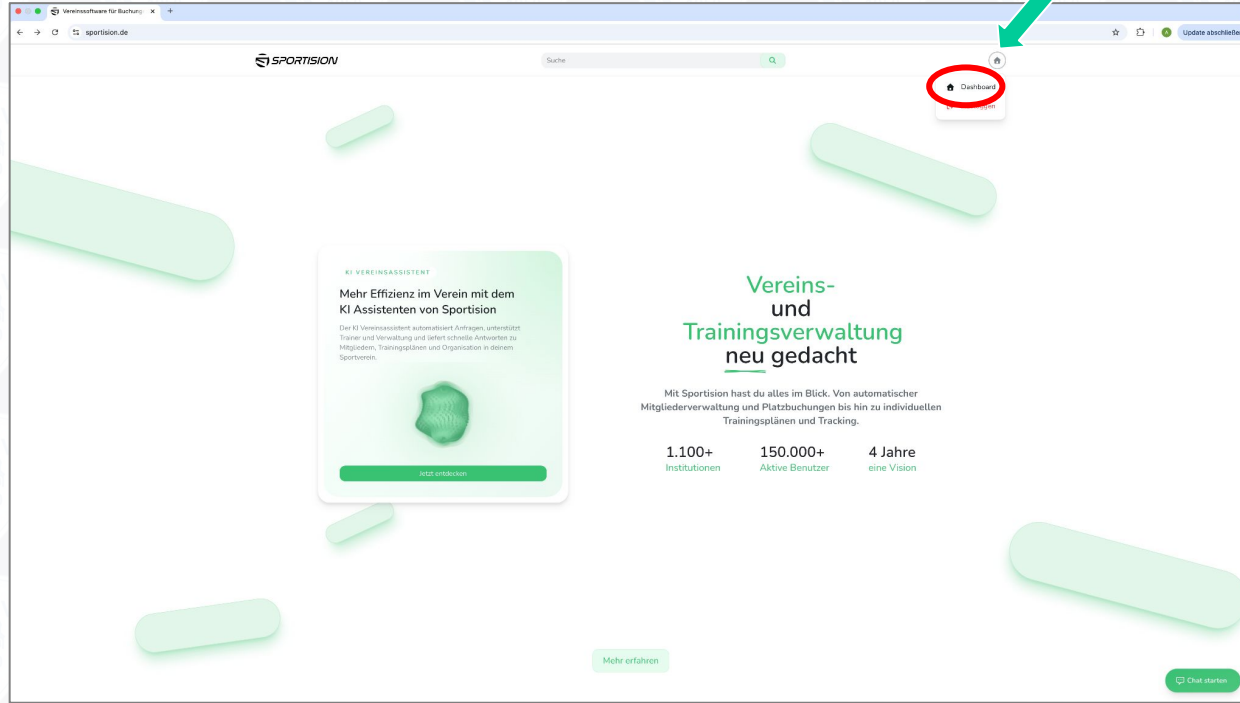 Vereinssoftware für Buchung
sportision.de
Update abschließen
SPORTISION
Suche
Dashboard
KI VEREINSASSISTENT
Mehr Effizienz im Verein mit dem
KI Assistenten von Sportision
Der KI Vereinsassistent automatisiert Anfragen, unterstützt
Trainer und Verwaltung und liefert schnelle Antworten zu
Mitgliedern, Trainingsplänen und Organisation in deinem
Sportverein.
Jetzt entdecken
Vereins-
und
Trainingsverwaltung
neu gedacht
Mit Sportision hast du alles im Blick. Von automatischer
Mitgliederverwaltung und Platzbuchungen bis hin zu individuellen
Trainingsplänen und Tracking.
1.100+ 150.000+ 4 Jahre
Institutionen Aktive Benutzer eine Vision
Mehr erfahren
Chat starten